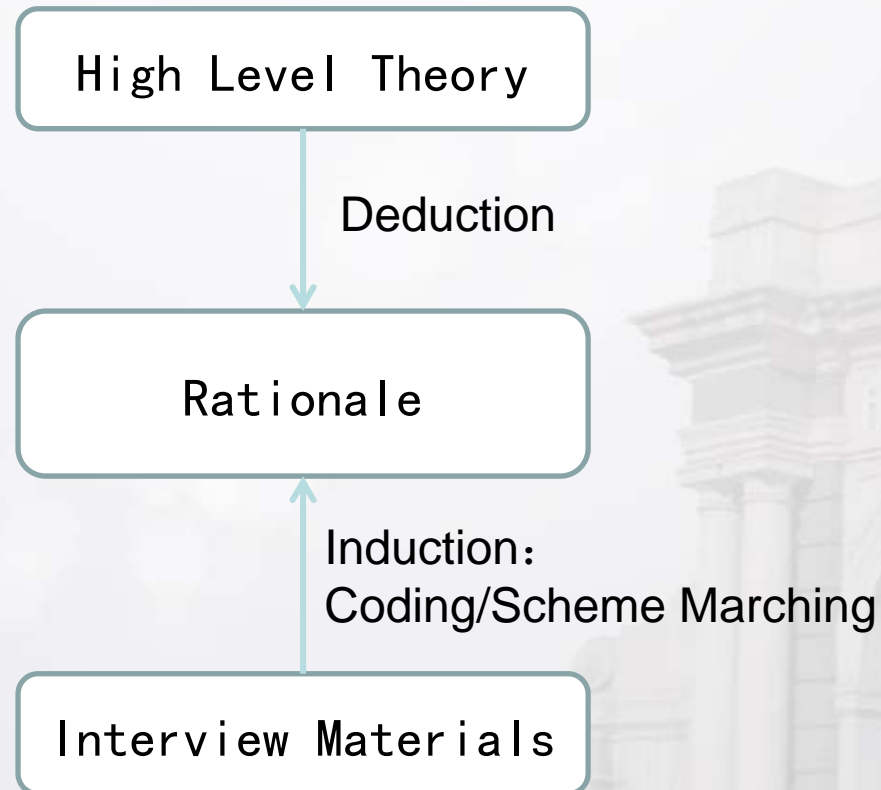 High Level Theory
Deduction
Rationale
Induction：
Coding/Scheme Marching
Interview Materials